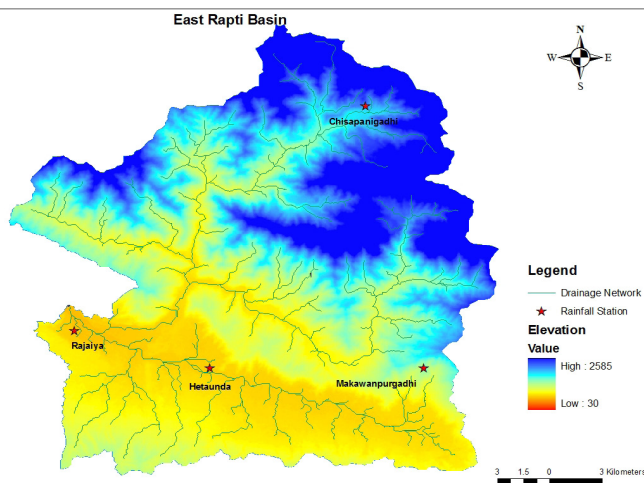 East Rapti Basin
N
W
E
S
Chisapanigadhi
Legend
Drainage Network
Rainfall Station
Elevation
Value
High : 2585
Low : 30
Rajaiya
Hetaunda
Makawanpurgadhi
3 1.5 0 3 Kilometers